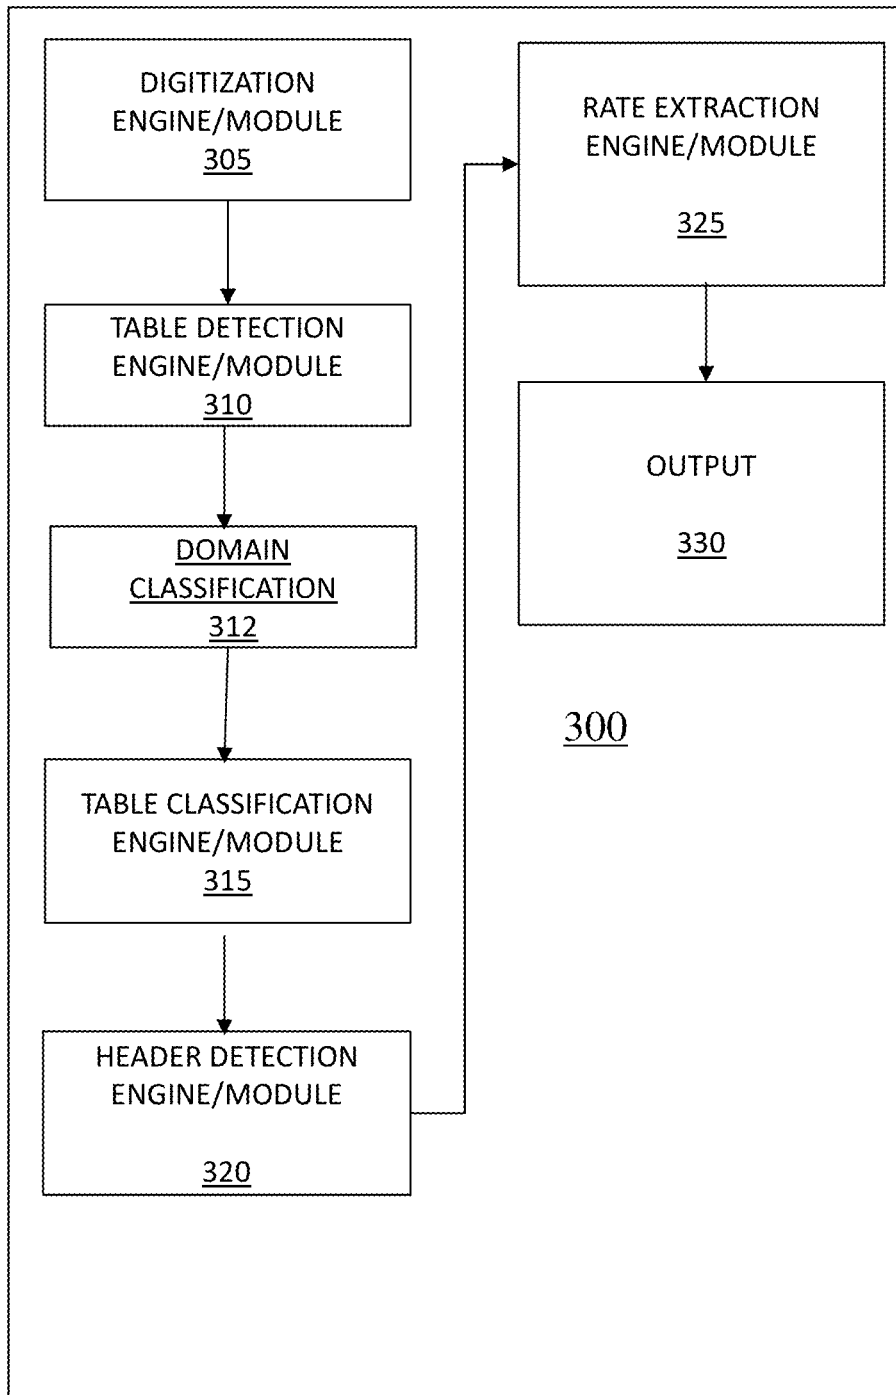 DIGITIZATION
ENGINE/MODULE
305
TABLE DETECTION
ENGINE/MODULE
310
DOMAIN
CLASSIFICATION
312
TABLE CLASSIFICATION
ENGINE/MODULE
315
HEADER DETECTION
ENGINE/MODULE
320
RATE EXTRACTION
ENGINE/MODULE
325
OUTPUT
330
300